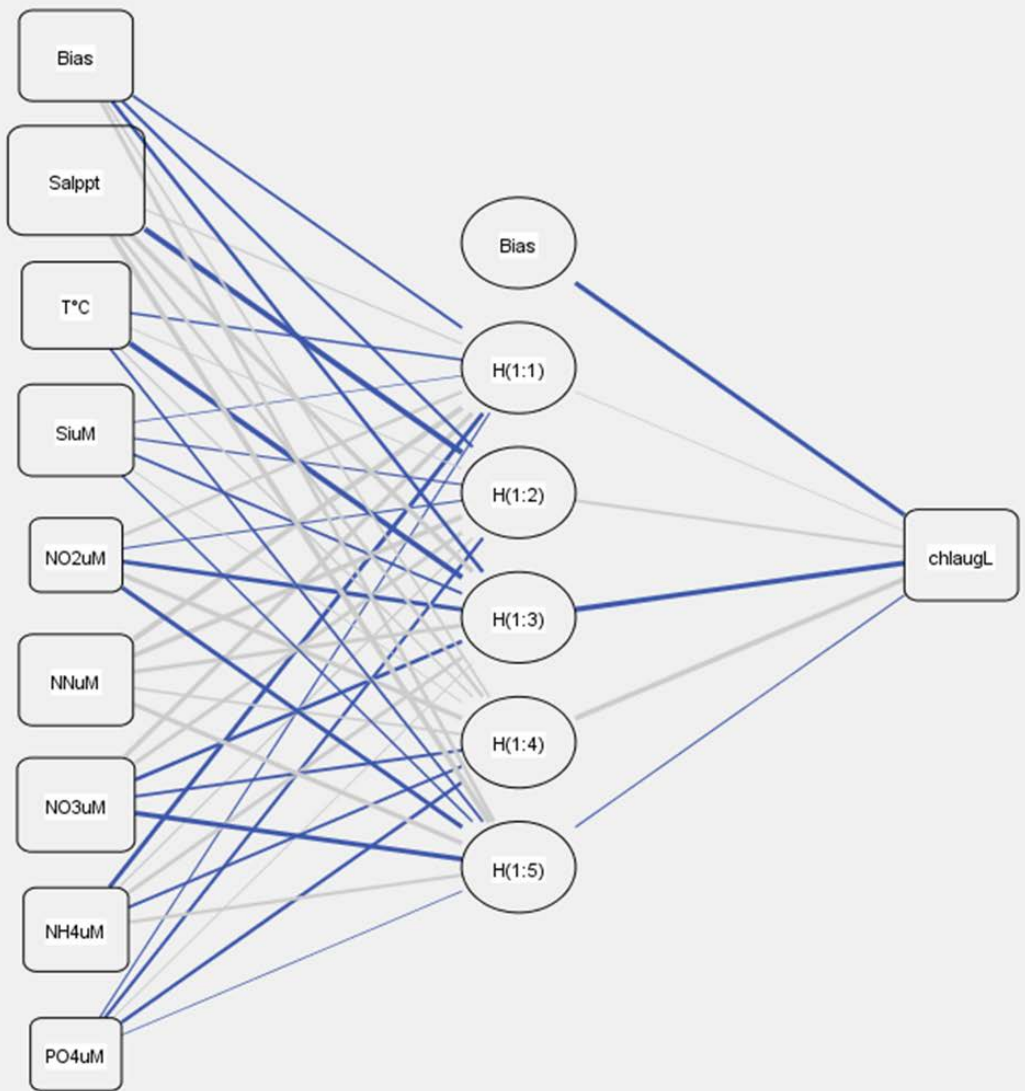 Bias
Salppt
T°C
SiuM
NO2uM
NNuM
NO3uM
NH4uM
PO4uM
Bias
H(1:1)
H(1:2)
H(1:3)
H(1:4)
H(1:5)
chlaugL